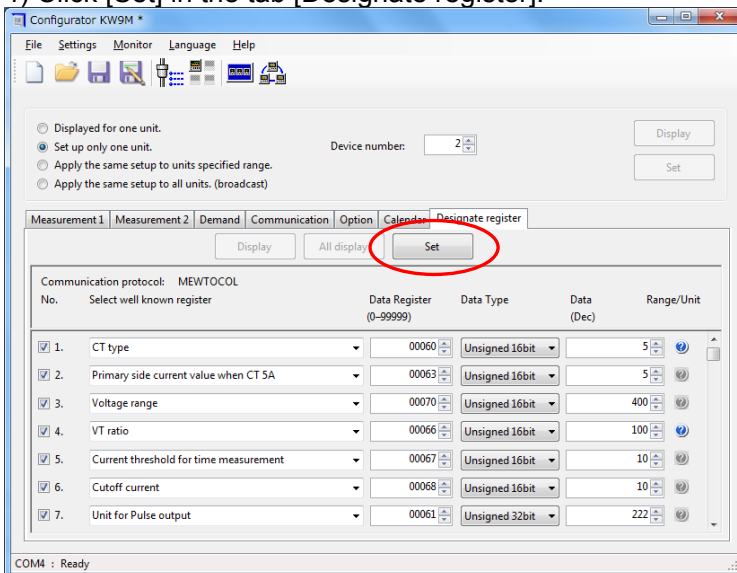 1) Click [Set] in the tab [Designate register].
Configurator KW9M *
File Settings Monitor Language Help
Displayed for one unit.
Set up only one unit.
Device number: 2
Display
Apply the same setup to units specified range.
Set
Apply the same setup to all units. (broadcast)
Measurement 1 Measurement 2 Demand Communication Option Calendar Designate register
Display All display Set
Communication protocol: MEWTOCOL
No. Select well known register Data Register Data Type Data Range/Unit
(0-99999) (Dec)
1. CT type 00060 Unsigned 16bit 5
2. Primary side current value when CT 5A 00063 Unsigned 16bit 5
3. Voltage range 00070 Unsigned 16bit 400
4. VT ratio 00066 Unsigned 16bit 100
5. Current threshold for time measurement 00067 Unsigned 16bit 10
6. Cutoff current 00068 Unsigned 16bit 10
7. Unit for Pulse output 00061 Unsigned 32bit 222
COM4 : Ready